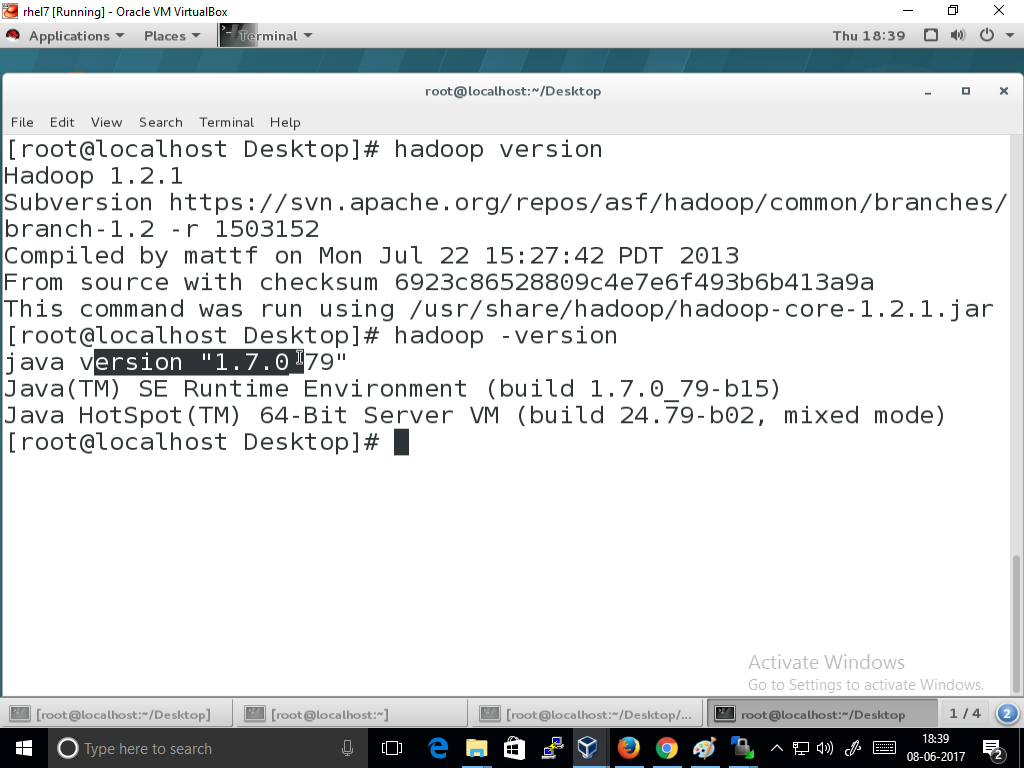 rhel7 [Running] - Oracle VM VirtualBox
Applications Places Terminal Thu 18:39
root@localhost:~/Desktop
File Edit View Search Terminal Help
[root@localhost Desktop]# hadoop version
Hadoop 1.2.1
Subversion https://svn.apache.org/repos/asf/hadoop/common/branches/
branch-1.2 -r 1503152
Compiled by mattf on Mon Jul 22 15:27:42 PDT 2013
From source with checksum 6923c86528809c4e7e6f493b6b413a9a
This command was run using /usr/share/hadoop/hadoop-core-1.2.1.jar
[root@localhost Desktop]# hadoop -version
java version "1.7.0_79"
Java(TM) SE Runtime Environment (build 1.7.0_79-b15)
Java HotSpot(TM) 64-Bit Server VM (build 24.79-b02, mixed mode)
[root@localhost Desktop]#
Activate Windows
Go to Settings to activate Windows.
[root@localhost:~/Desktop] [root@localhost:~] [root@localhost:~/Desktop/... root@localhost:~/Desktop 1 / 4 2
Type here to search 18:39
08-06-2017 2